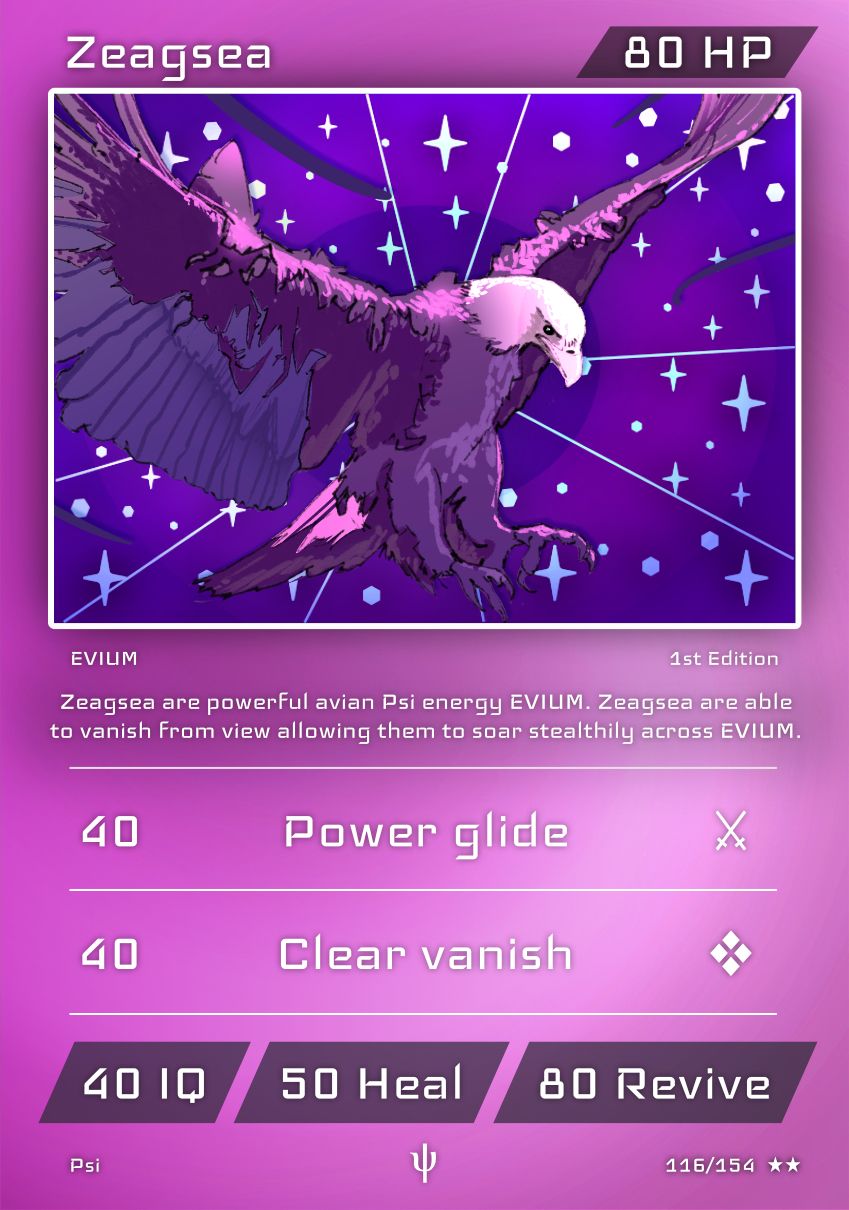 Zeagsea
80 HP
EVIUM
1st Edition
Zeagsea are powerful avian Psi energy EVIUM. Zeagsea are able
to vanish from view allowing them to soar stealthily across EVIUM.
40 Power glide
40 Clear vanish
40 IQ 50 Heal 80 Revive
Psi ψ 116/154 ★★